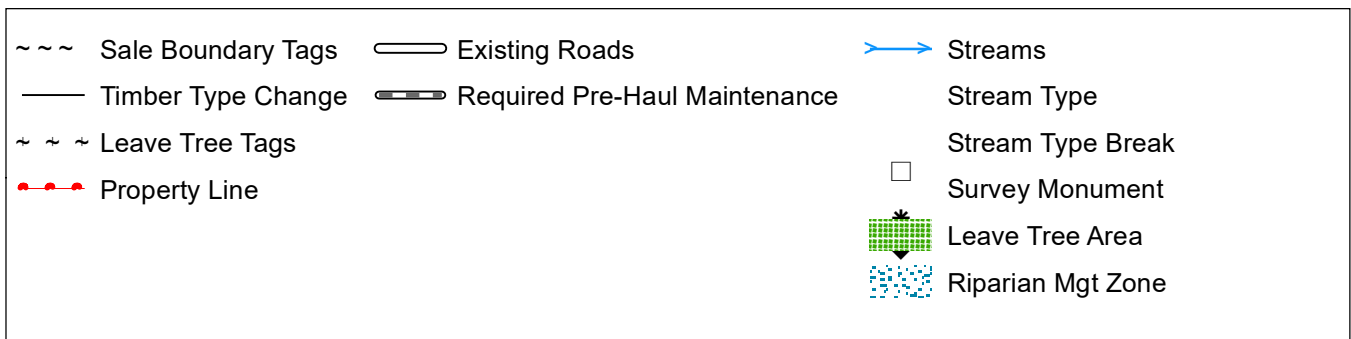 Sale Boundary Tags
Timber Type Change
Leave Tree Tags
Property Line
Existing Roads
Required Pre-Haul Maintenance
Streams
Stream Type
Stream Type Break
Survey Monument
Leave Tree Area
Riparian Mgt Zone